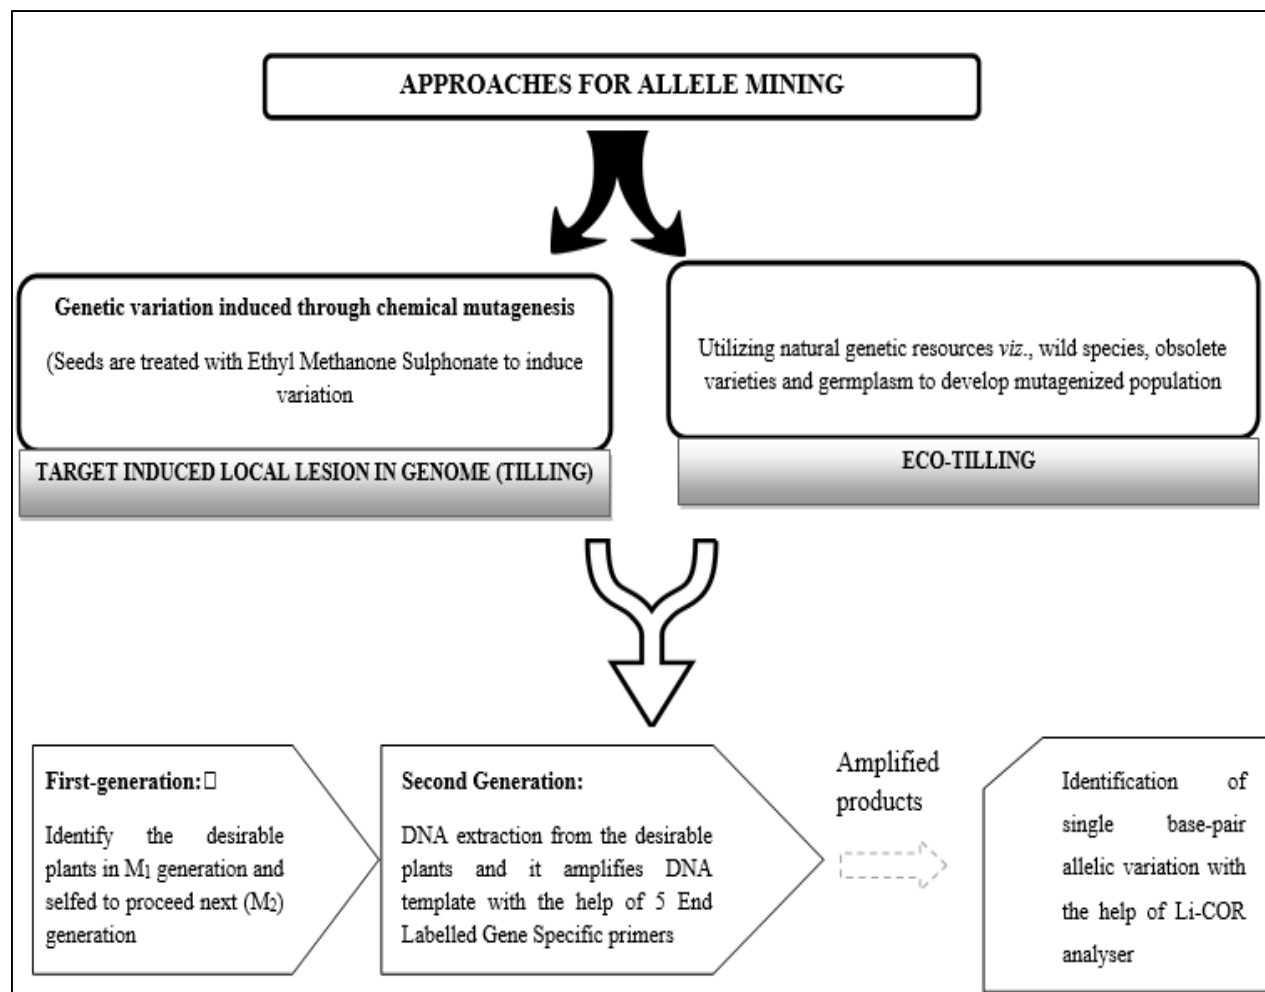 APPROACHES FOR ALLELE MINING
Genetic variation induced through chemical mutagenesis
(Seeds are treated with Ethyl Methanone Sulphonate to induce
variation
TARGET INDUCED LOCAL LESION IN GENOME (TILLING)
Utilizing natural genetic resources viz., wild species, obsolete
varieties and germplasm to develop mutagenized population
ECO-TILLING
First-generation:□
Identify the desirable
plants in M₁ generation and
selfed to proceed next (M₂)
generation
Second Generation:
DNA extraction from the desirable
plants and it amplifies DNA
template with the help of 5 End
Labelled Gene Specific primers
Amplified
products
Identification of
single base-pair
allelic variation with
the help of Li-COR
analyser